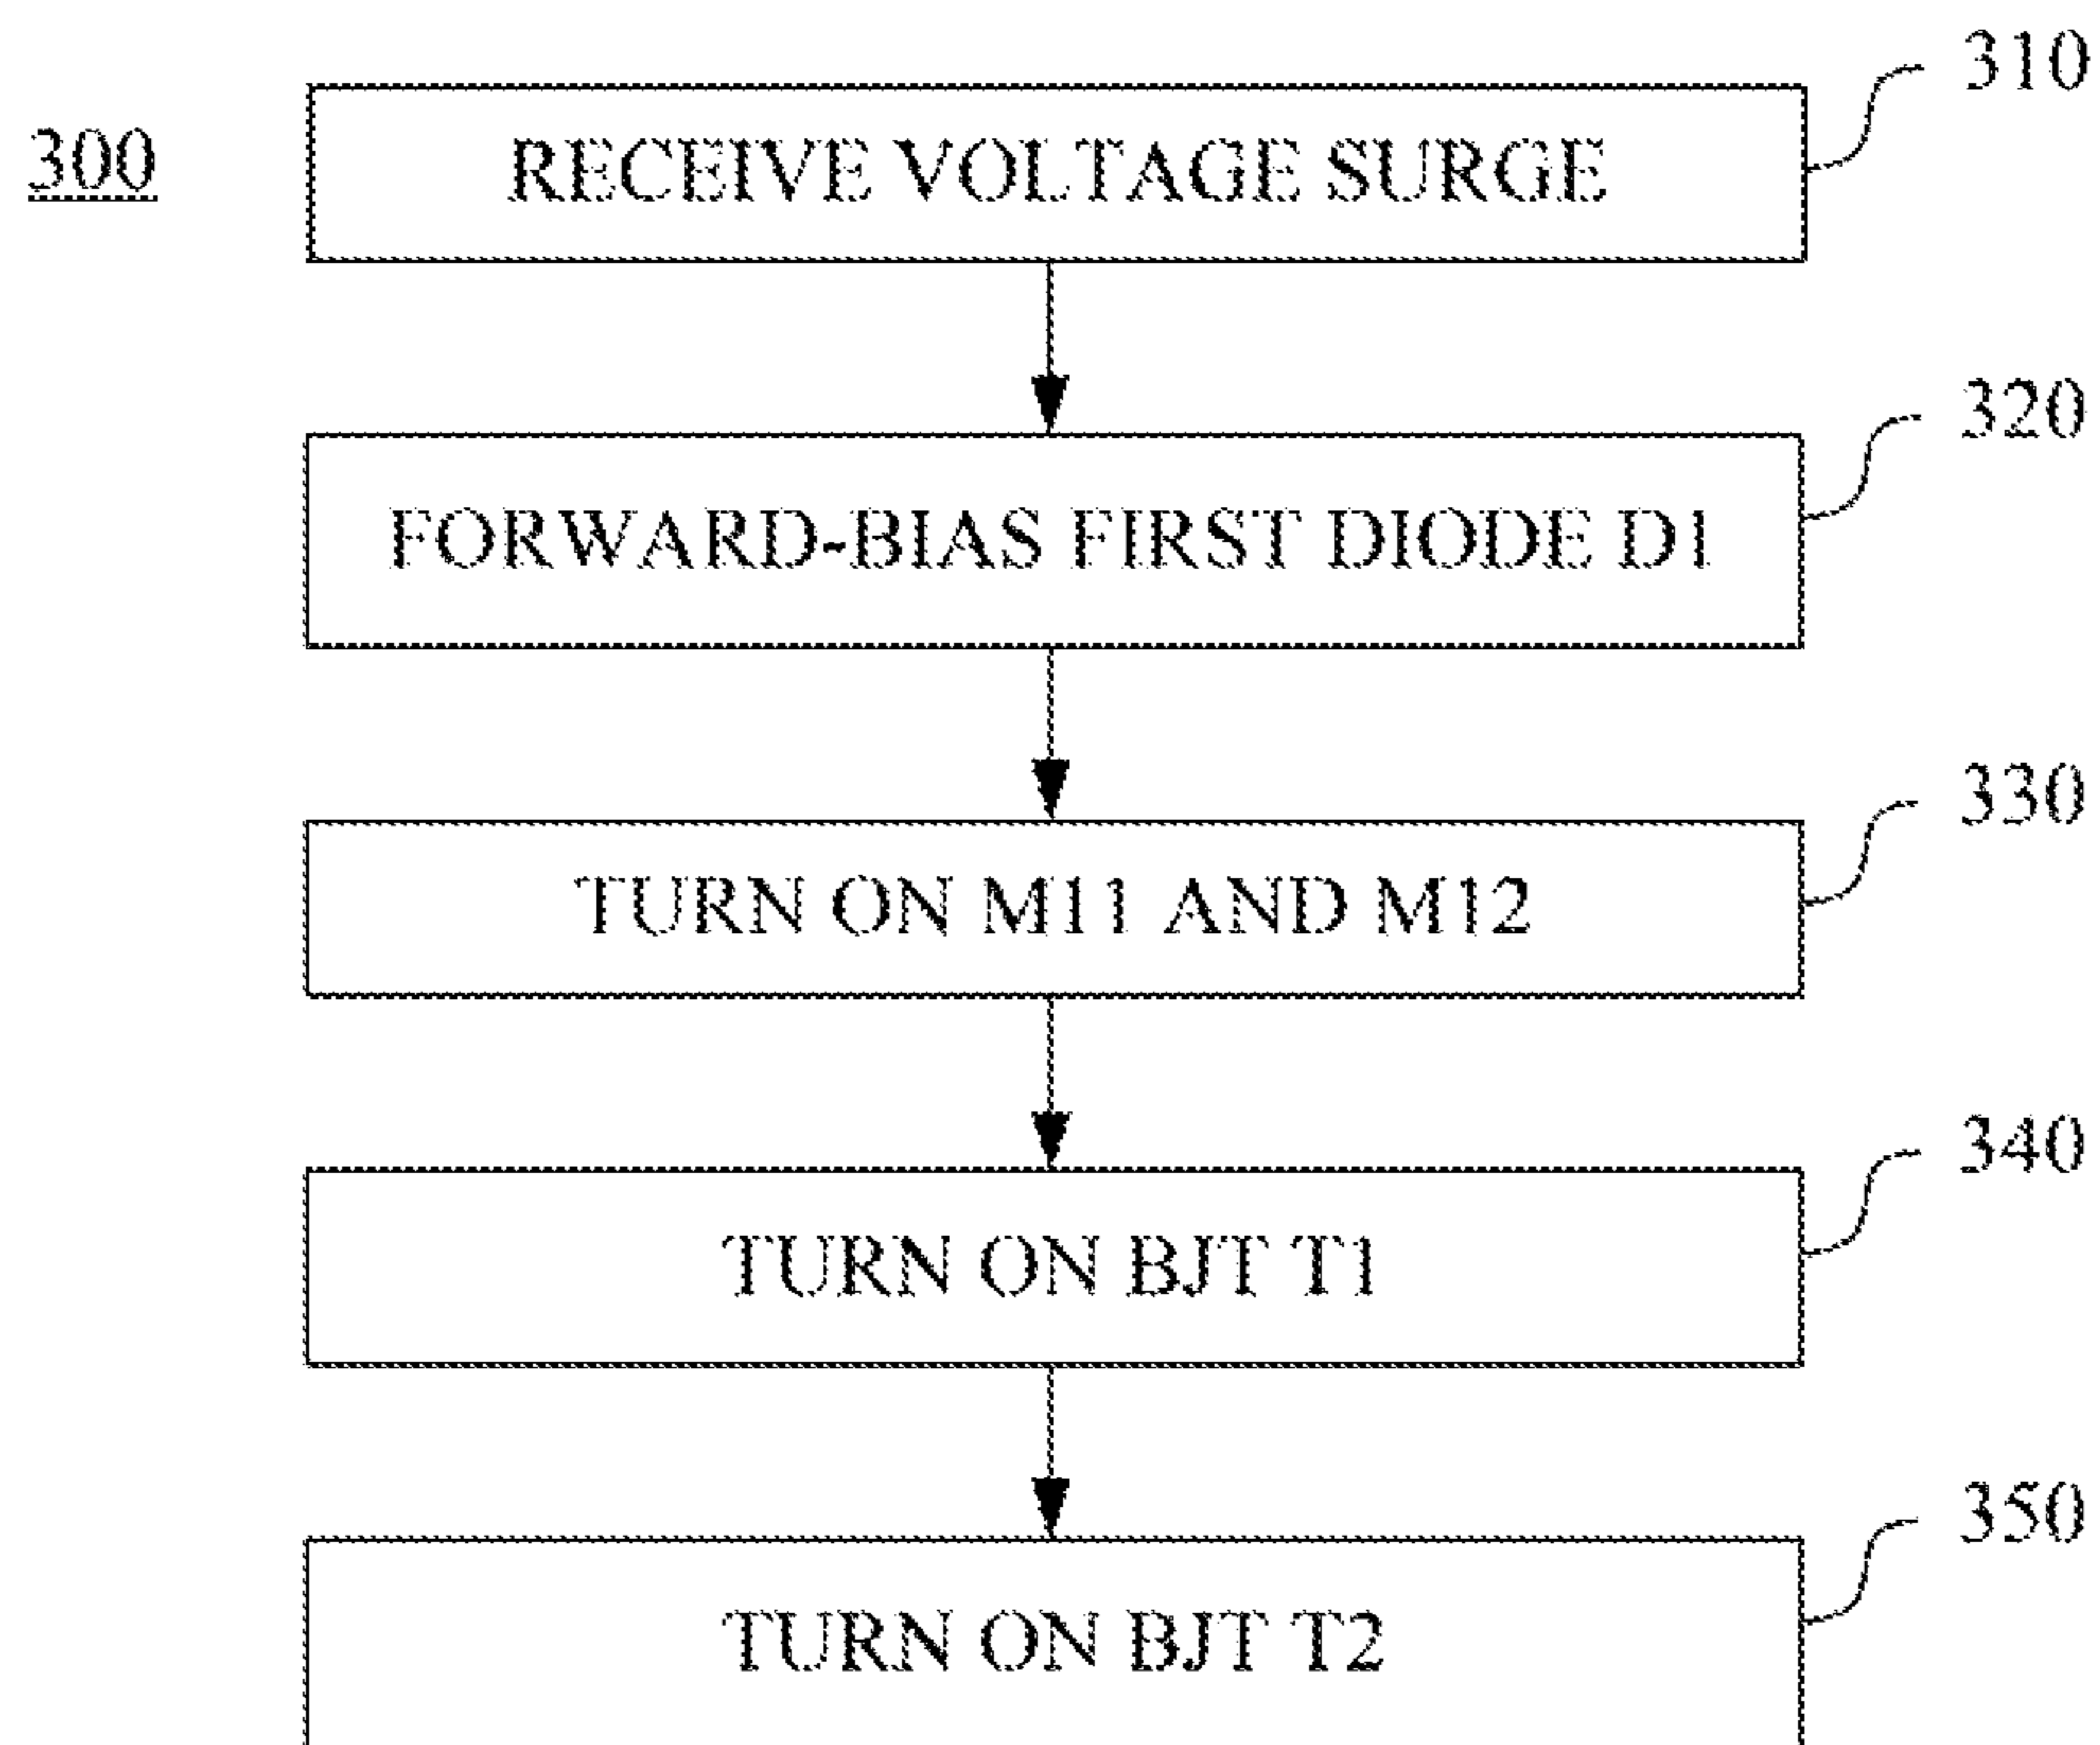 310
300
RECEIVE VOLTAGE SURGE
320
FORWARD-BIAS FIRST DIODE D1
330
TURN ON M11 AND M12
340
TURN ON BJT T1
350
TURN ON BJT T2